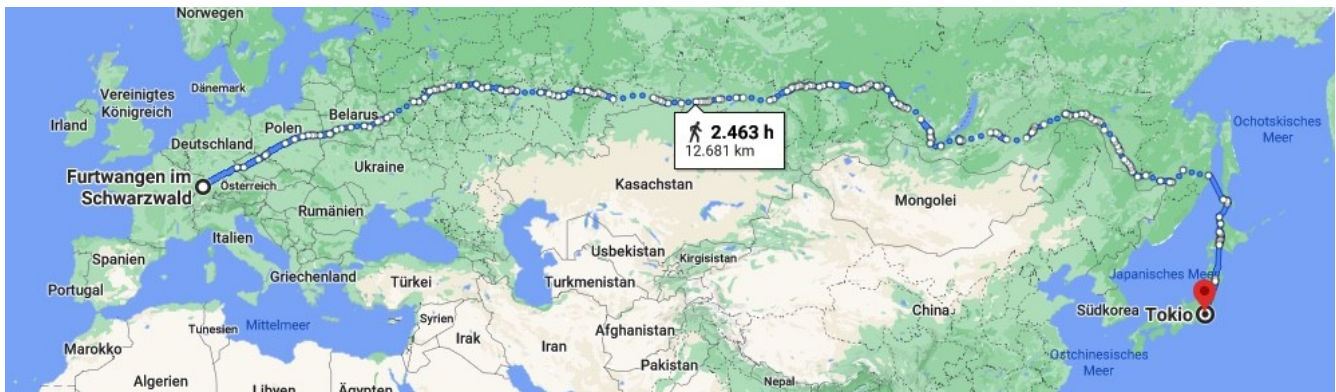 Norwegen
Dänemark
Vereinigtes
Königreich
Irland
Belarus
Polen
Deutschland
Ukraine
Furtwangen im
Schwarzwald
Österreich
Rumänien
Italien
Spanien
Portugal
Griechenland
Türkei
Tunesien
Mittelmeer
Marokko
Algerien
Libyen
Ägypten
Syrien
Irak
Iran
2.463 h
12.681 km
Kasachstan
Mongolei
Usbekistan
Kirgisistan
Turkmenistan
Afghanistan
Pakistan
Nepal
China
Ochotskisches
Meer
Japanisches Meer
Südkorea
Tokio
Ostchinesisches
Meer